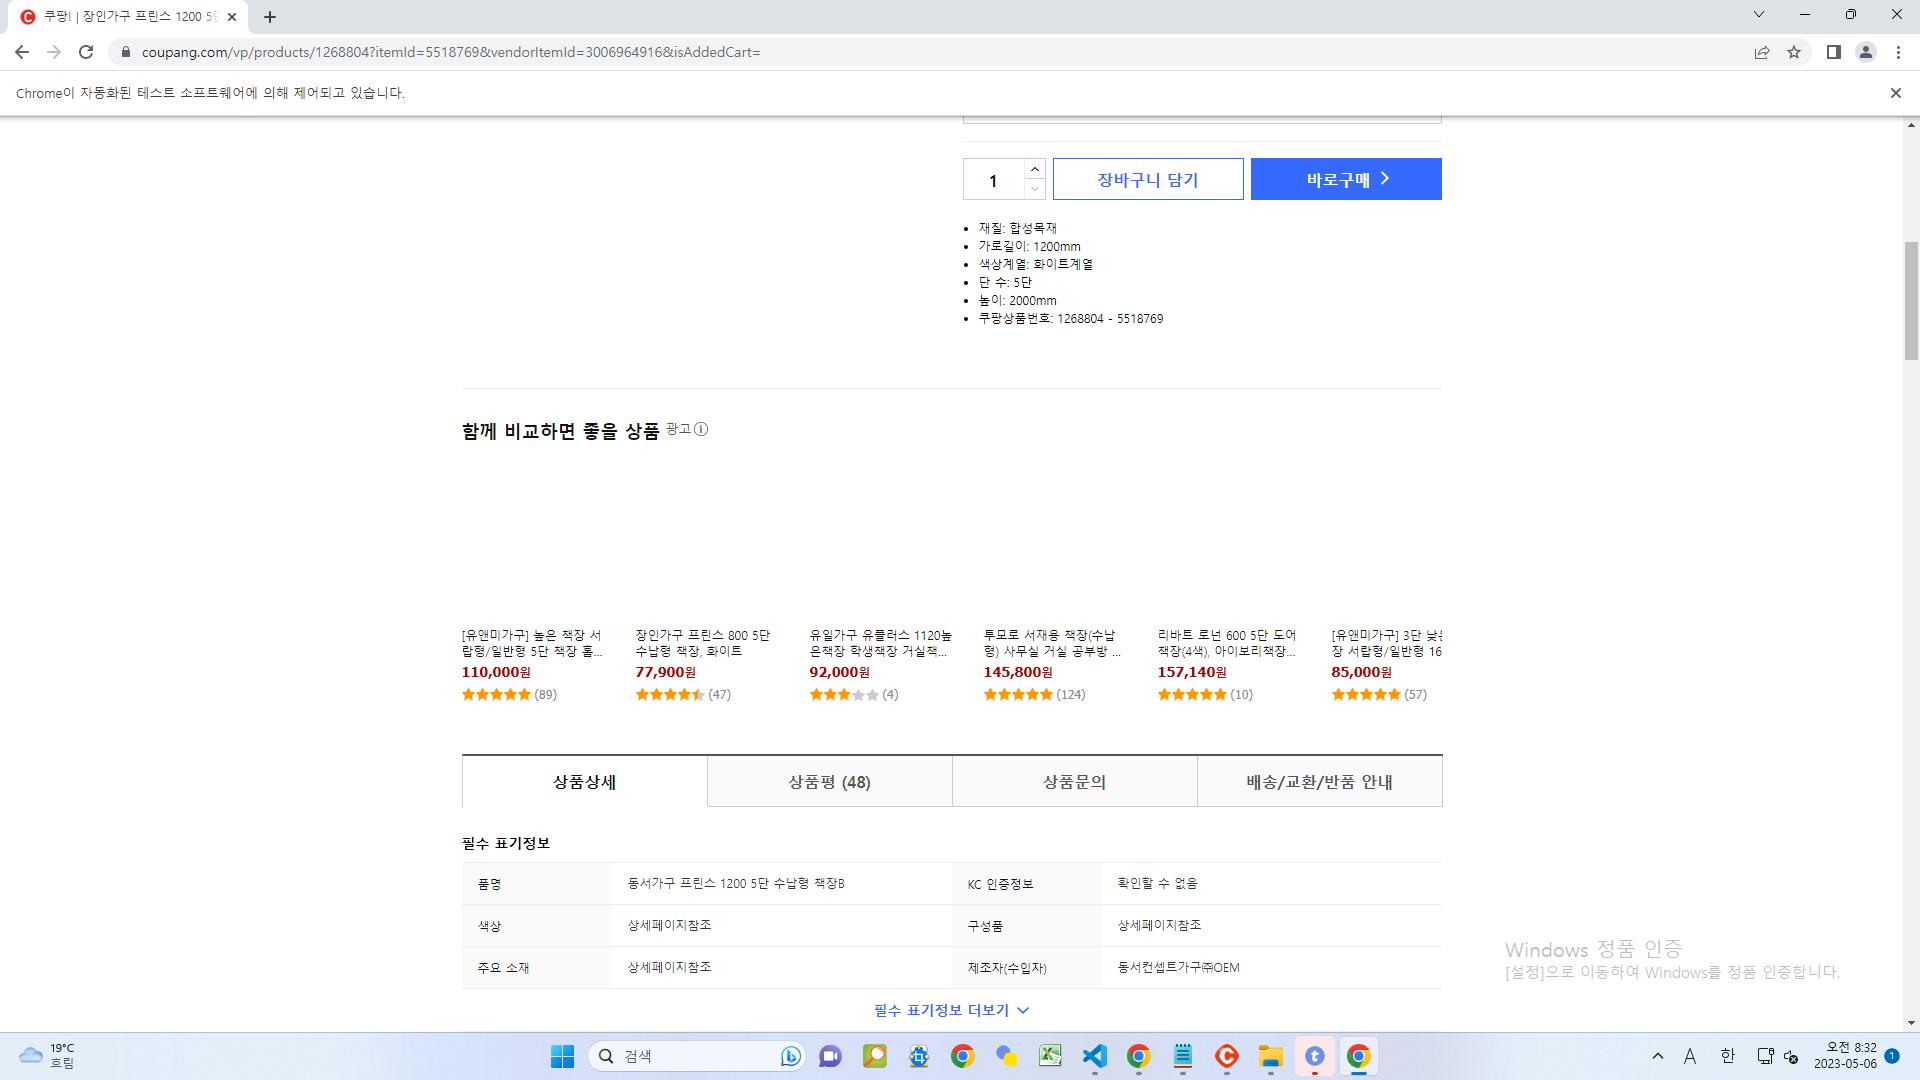 쿠팡! | 장인가구 프린스 1200 5단
coupang.com/vp/products/1268804?itemId=5518769&vendorItemId=3006964916&isAddedCart=
Chrome이 자동화된 테스트 소프트웨어에 의해 제어되고 있습니다.
1
장바구니 담기
바로구매
재질: 합성목재
가로길이: 1200mm
색상계열: 화이트계열
단 수: 5단
높이: 2000mm
쿠팡상품번호: 1268804 - 5518769
함께 비교하면 좋을 상품 광고
[유앤미가구] 높은 책장 서
랍형/일반형 5단 책장 홈...
110,000원
(89)
장인가구 프린스 800 5단
수납형 책장, 화이트
77,900원
(47)
유일가구 유플러스 1120높
은책장 학생책장 거실책...
92,000원
(4)
투모로 서재용 책장(수납
형) 사무실 거실 공부방 ...
145,800원
(124)
리바트 로넌 600 5단 도어
책장(4색), 아이보리책장...
157,140원
(10)
[유앤미가구] 3단 낮은
장 서랍형/일반형 16
85,000원
(57)
상품상세
상품평 (48)
상품문의
배송/교환/반품 안내
필수 표기정보
품명
동서가구 프린스 1200 5단 수납형 책장B
KC 인증정보
확인할 수 없음
색상
상세페이지참조
구성품
상세페이지참조
주요 소재
상세페이지참조
제조자(수입자)
동서컨셉트가구㈜OEM
필수 표기정보 더보기
Windows 정품 인증
[설정]으로 이동하여 Windows를 정품 인증합니다.
19°C
흐림
검색
A
한
오전 8:32
2023-05-06
1